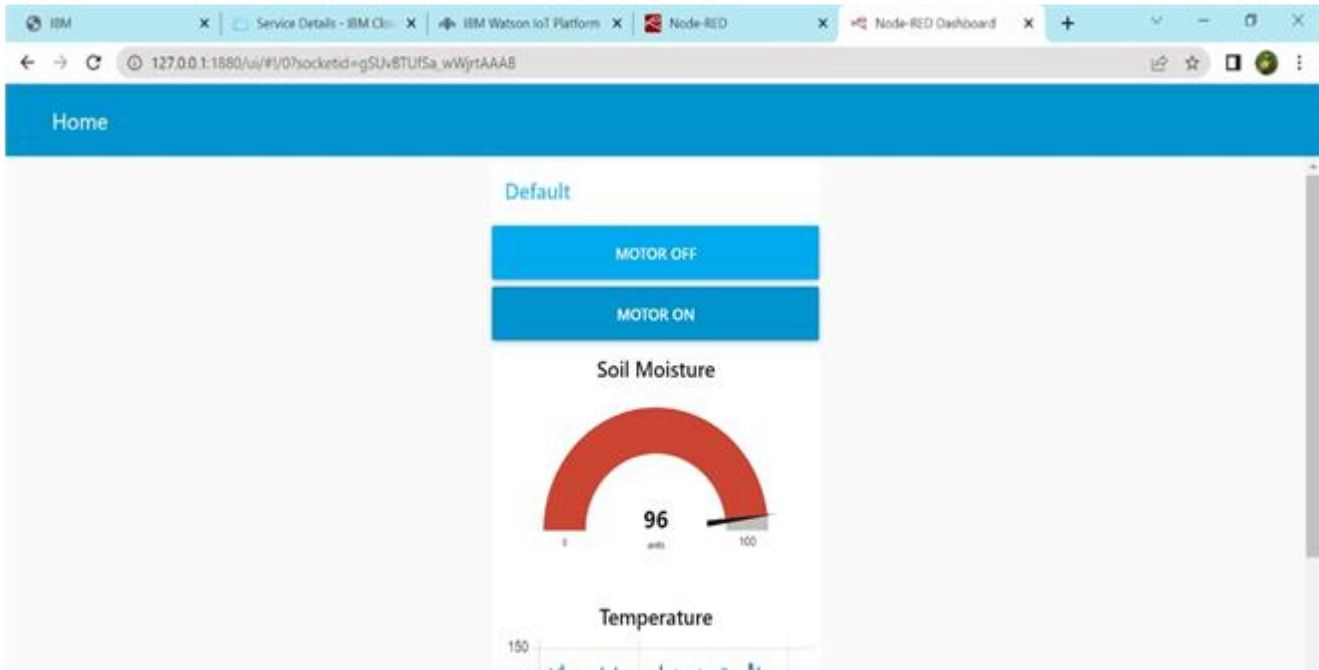 IBM
Service Details - IBM Clo
IBM Watson IoT Platform
Node-RED
Node-RED Dashboard
127.0.0.1:1880/ui/#!/0?socketid=gSUvBTUfSa_wWjrtAAAB
Home
Default
MOTOR OFF
MOTOR ON
Soil Moisture
96
units
0
100
Temperature
150